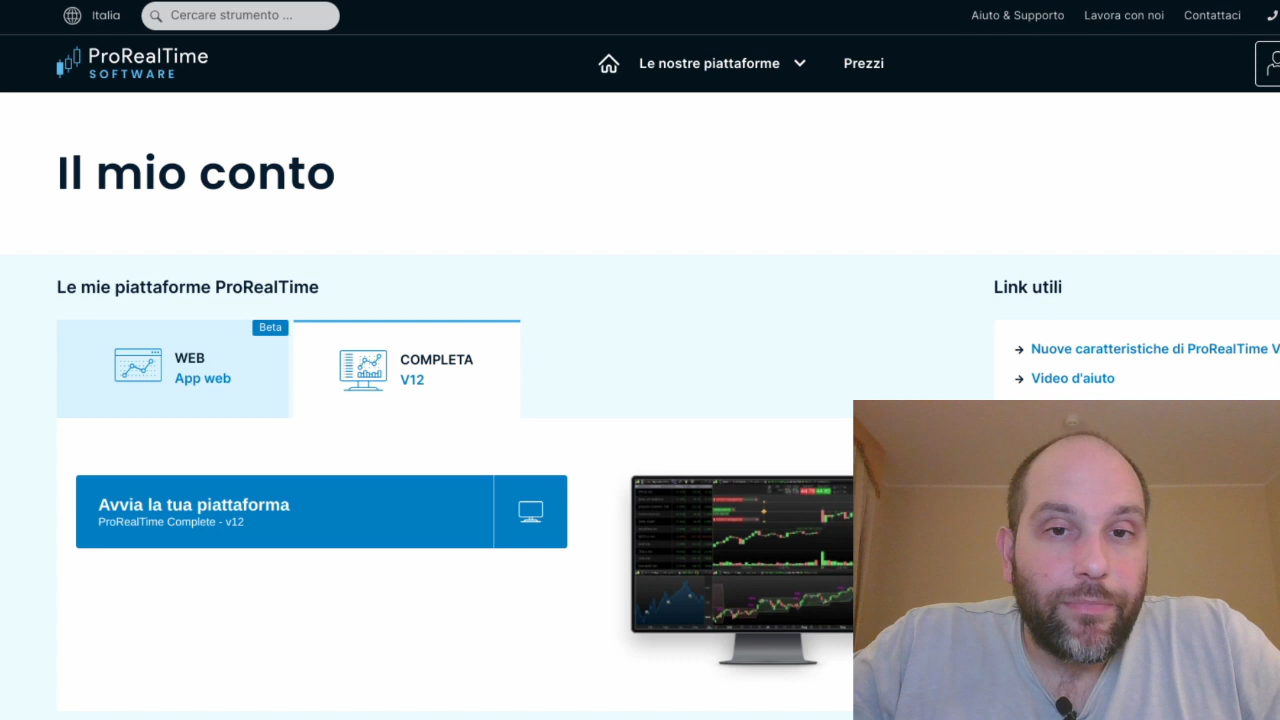 Italia
Cercare strumento ...
Aiuto & Supporto
Lavora con noi
Contattaci
ProRealTime
SOFTWARE
Le nostre piattaforme
Prezzi
Il mio conto
Le mie piattaforme ProRealTime
Link utili
Beta
WEB
App web
COMPLETA
V12
Nuove caratteristiche di ProRealTime V
Video d'aiuto
Avvia la tua piattaforma
ProRealTime Complete - v12